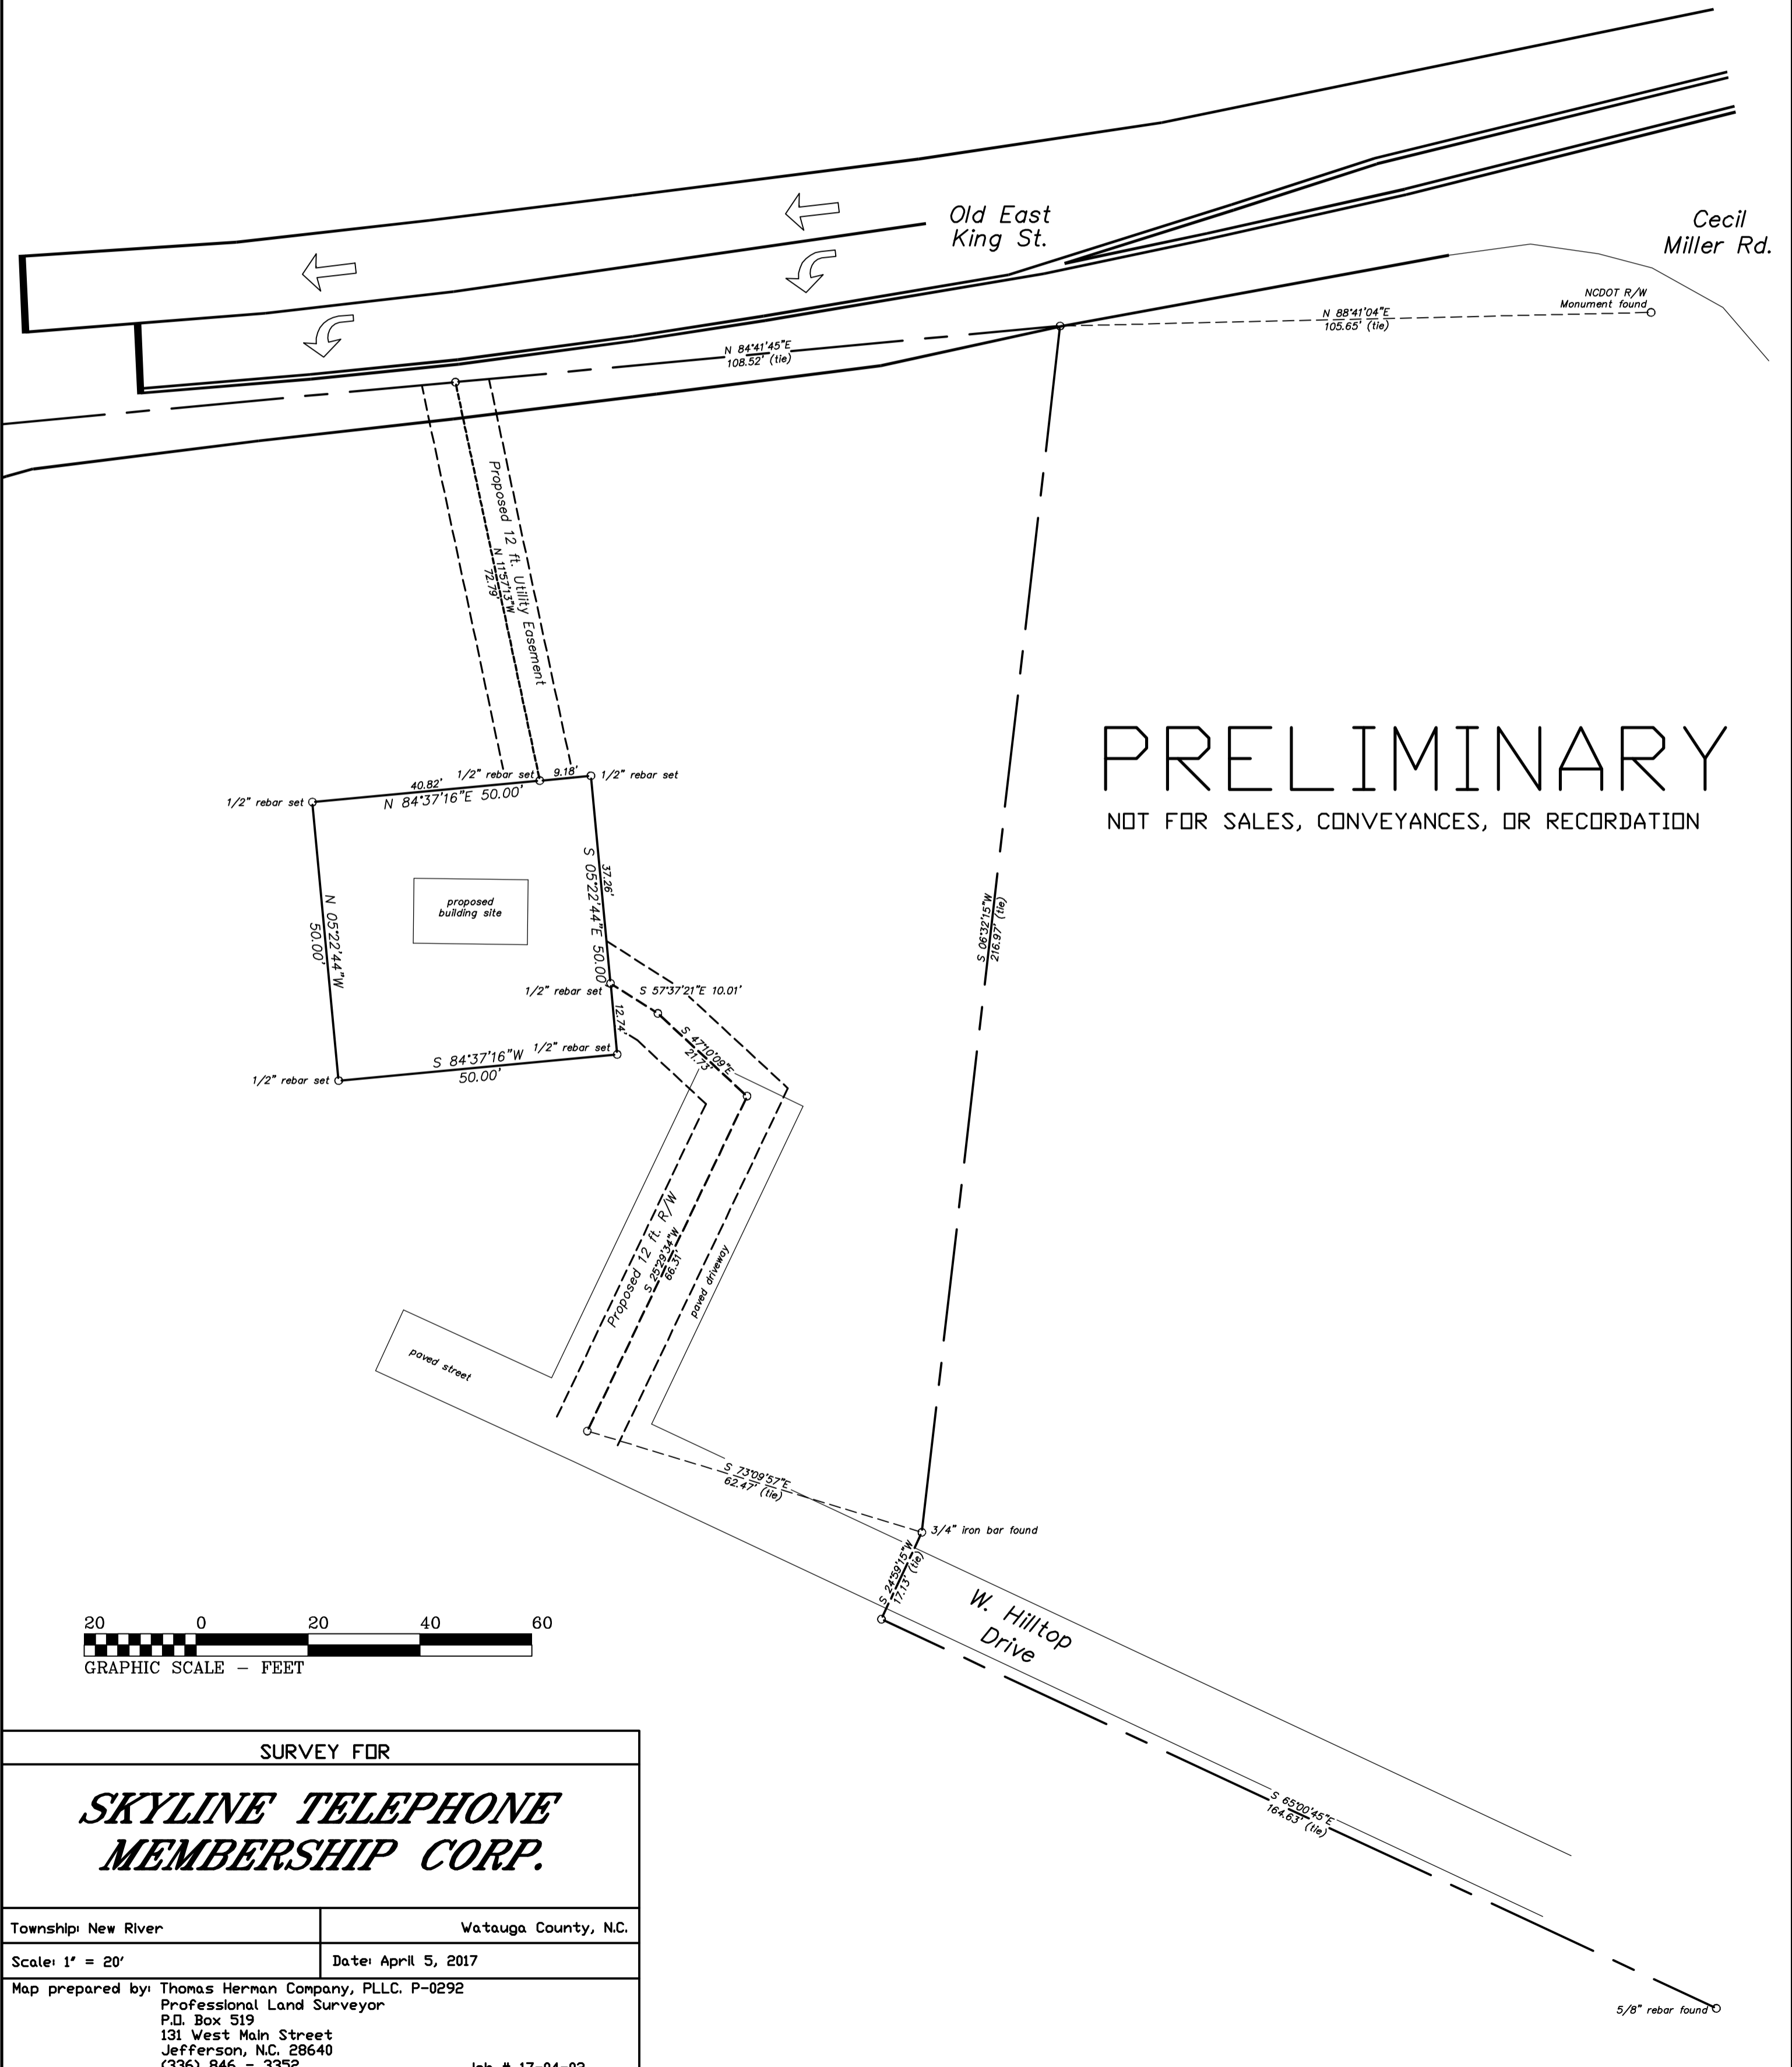 Old East
King St.
Cecil
Miller Rd.
NCDOT R/W
Monument found
N 88°41'04"E
105.65' (tie)
N 84°41'45"E
108.52' (tie)
Proposed 12 ft. Utility Easement
N 11°57'13"W
72.79'
PRELIMINARY
NOT FOR SALES, CONVEYANCES, OR RECORDATION
1/2" rebar set
9.18'
1/2" rebar set
40.82'
1/2" rebar set
N 84°37'16"E 50.00'
37.26'
S 05°22'44"E 50.00'
proposed
building site
N 05°22'44"W
50.00'
S 06°32'15"W
216.97' (tie)
1/2" rebar set
S 57°37'21"E 10.01'
12.74'
S 47°10'09"E
21.73'
1/2" rebar set
S 84°37'16"W
50.00'
1/2" rebar set
Proposed 12 ft. R/W
S 25°29'34"W
66.31'
paved driveway
paved street
S 73°09'57"E
62.47' (tie)
3/4" iron bar found
S 24°59'15"W
17.13' (tie)
W. Hilltop
Drive
20 0 20 40 60
GRAPHIC SCALE - FEET
S 65°00'45"E
164.63' (tie)
5/8" rebar found
SURVEY FOR
SKYLINE TELEPHONE
MEMBERSHIP CORP.
Township: New River
Watauga County, N.C.
Scale: 1" = 20'
Date: April 5, 2017
Map prepared by: Thomas Herman Company, PLLC. P-0292
Professional Land Surveyor
P.O. Box 519
131 West Main Street
Jefferson, N.C. 28640
(336) 846 - 3352
Job # 17-04-02